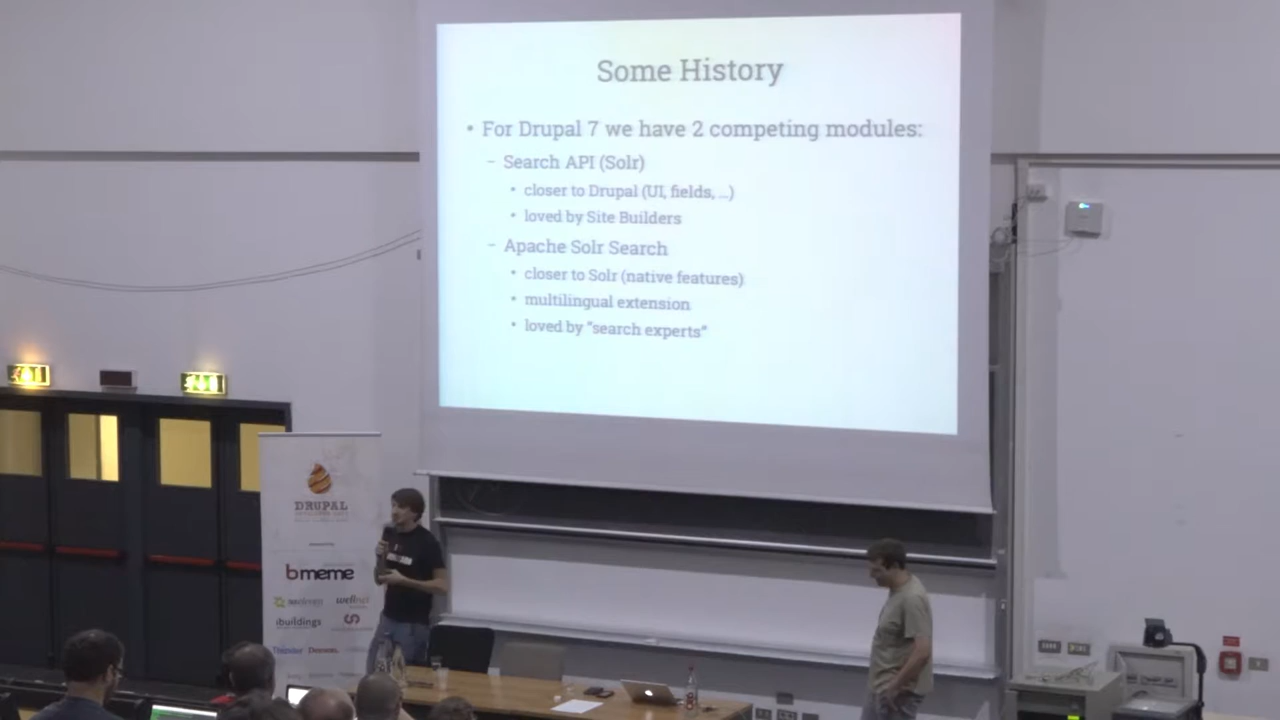 Some History
• For Drupal 7 we have 2 competing modules:
– Search API (Solr)
• closer to Drupal (UI, fields, ...)
• loved by Site Builders
– Apache Solr Search
• closer to Solr (native features)
• multilingual extension
• loved by "search experts"
DRUPAL
bmeme
wellnet
ibuildings